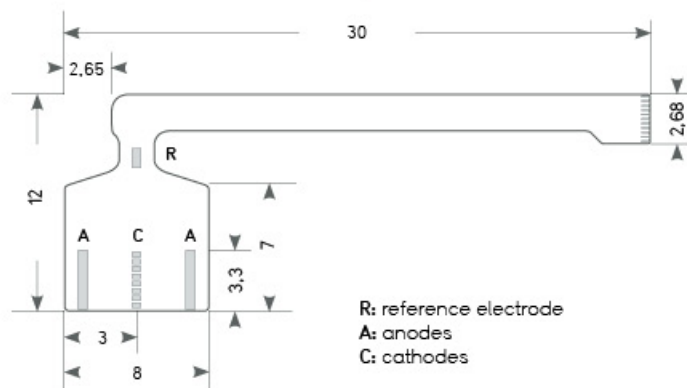 30
2,65
2,68
R
12
A
C
A
7
3,3
3
8
R: reference electrode
A: anodes
C: cathodes